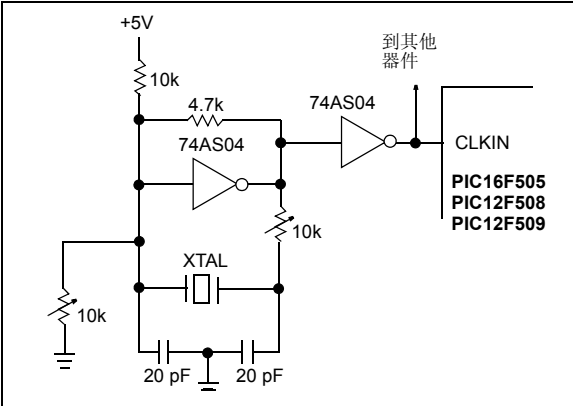 +5V
到其他
器件
10k
4.7k
74AS04
74AS04
CLKIN
PIC16F505
PIC12F508
PIC12F509
10k
XTAL
10k
20 pF
20 pF